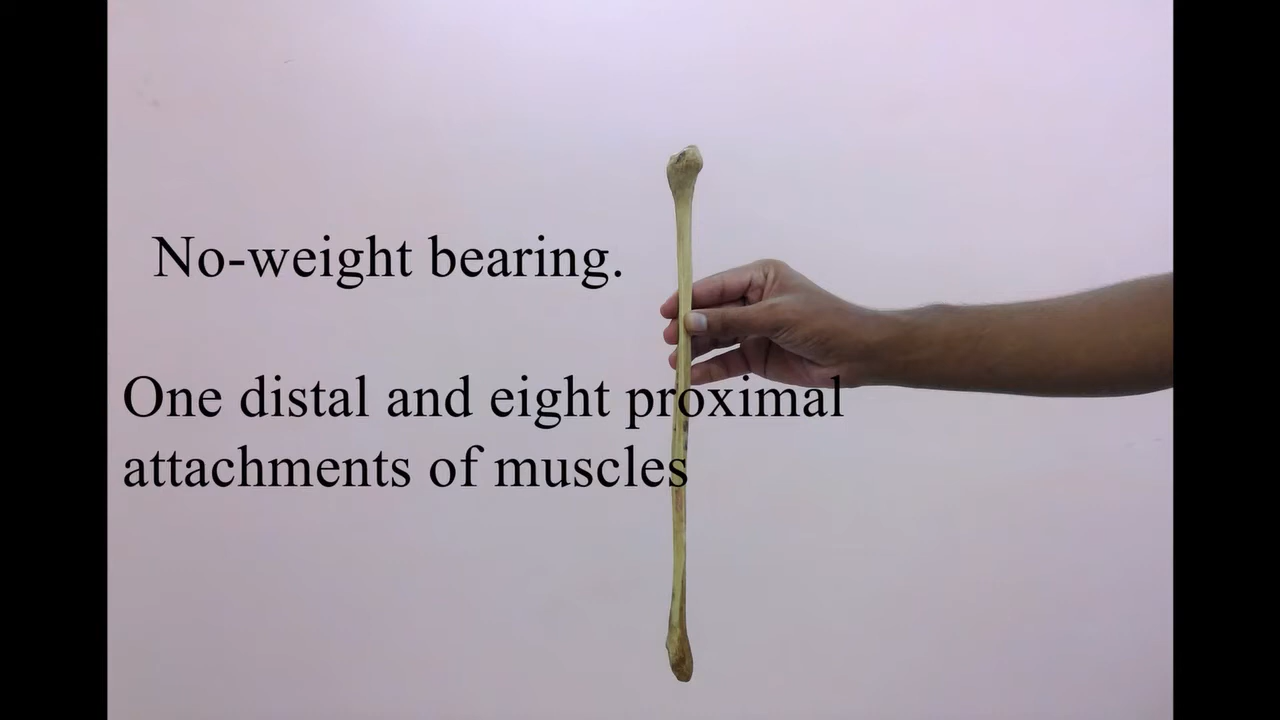 No-weight bearing.
One distal and eight proximal
attachments of muscles